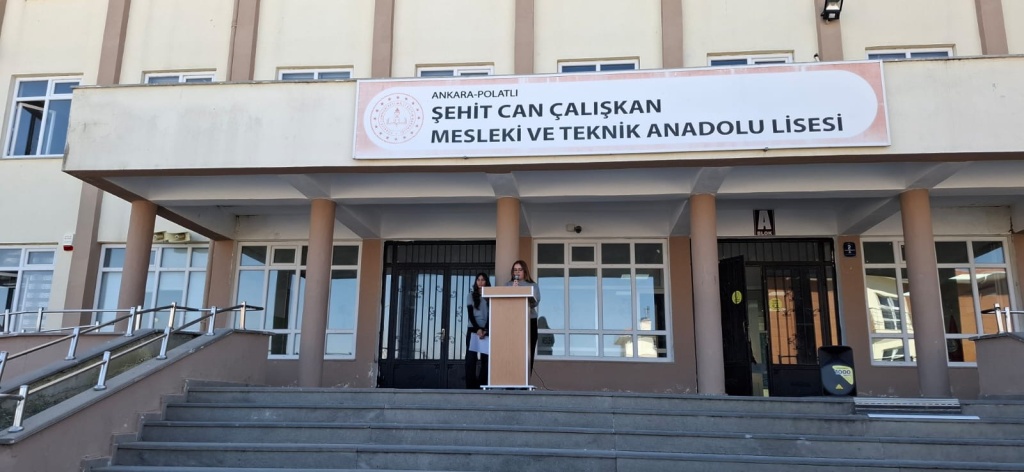 ANKARA-POLATLI
ŞEHİT CAN ÇALIŞKAN
MESLEKİ VE TEKNİK ANADOLU LİSESİ
A